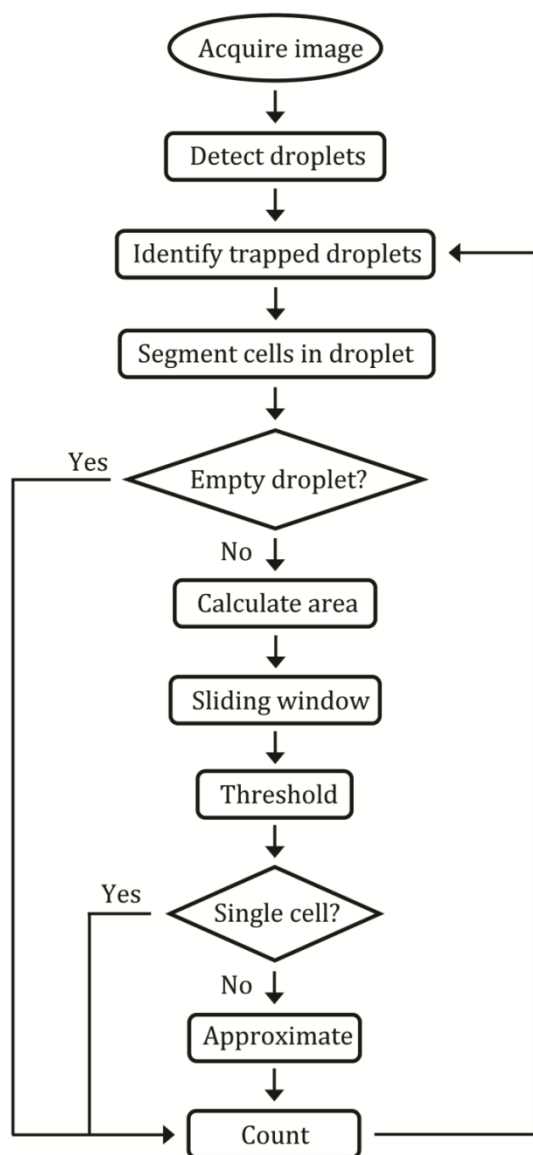 Acquire image
Detect droplets
Identify trapped droplets
Segment cells in droplet
Yes
Empty droplet?
No
Calculate area
Sliding window
Threshold
Yes
Single cell?
No
Approximate
Count